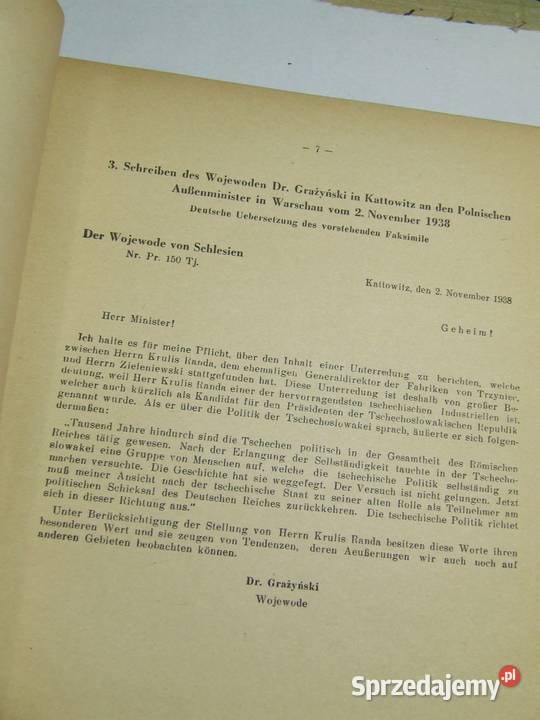 — 7 —
3. Schreiben des Wojewoden Dr. Grażyński in Kattowitz an den Polnischen
Außenminister in Warschau vom 2. November 1938
Deutsche Uebersetzung des vorstehenden Faksimile
Der Wojewode von Schlesien
Nr. Pr. 150 Tj.
Kattowitz, den 2. November 1938
Geheim!
Herr Minister!
Ich halte es für meine Pflicht, über den Inhalt einer Unterredung zu berichten, welche
zwischen Herrn Krulis Randa, dem ehemaligen Generaldirektor der Fabriken von Trzyniec,
und Herrn Zieleniewski stattgefunden hat. Diese Unterredung ist deshalb von großer Be-
deutung, weil Herr Krulis Randa einer der hervorragendsten tschechischen Industriellen ist,
welcher auch kürzlich als Kandidat für den Präsidenten der Tschechoslowakischen Republik
genannt wurde. Als er über die Politik der Tschechoslowakei sprach, äußerte er sich folgen-
dermaßen:
„Tausend Jahre hindurch sind die Tschechen politisch in der Gesamtheit des Römischen
Reiches tätig gewesen. Nach der Erlangung der Selbständigkeit tauchte in der Tschecho-
slowakei eine Gruppe von Menschen auf, welche die tschechische Politik selbständig zu
machen versuchte. Die Geschichte hat sie weggefegt. Der Versuch ist nicht gelungen. Jetzt
muß meiner Ansicht nach der tschechische Staat zu seiner alten Rolle als Teilnehmer am
politischen Schicksal des Deutschen Reiches zurückkehren. Die tschechische Politik richtet
sich in dieser Richtung aus."
Unter Berücksichtigung der Stellung von Herrn Krulis Randa besitzen diese Worte ihren
besonderen Wert und sie zeugen von Tendenzen, deren Aeußerungen wir auch noch auf
anderen Gebieten beobachten können.
Dr. Grażyński
Wojewode
Sprzedajemy.pl